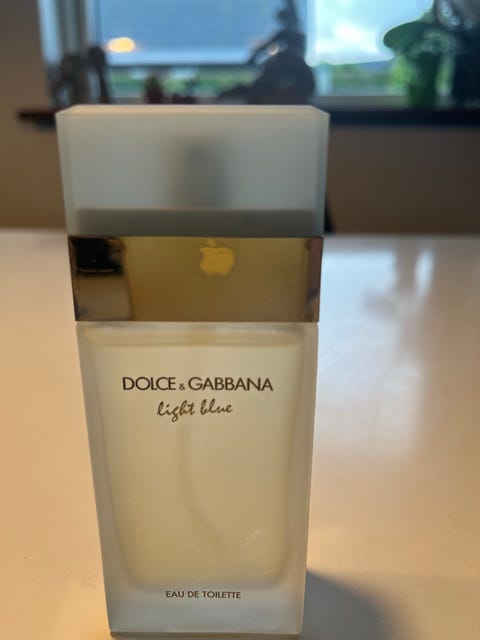 DOLCE & GABBANA
light blue
EAU DE TOILETTE